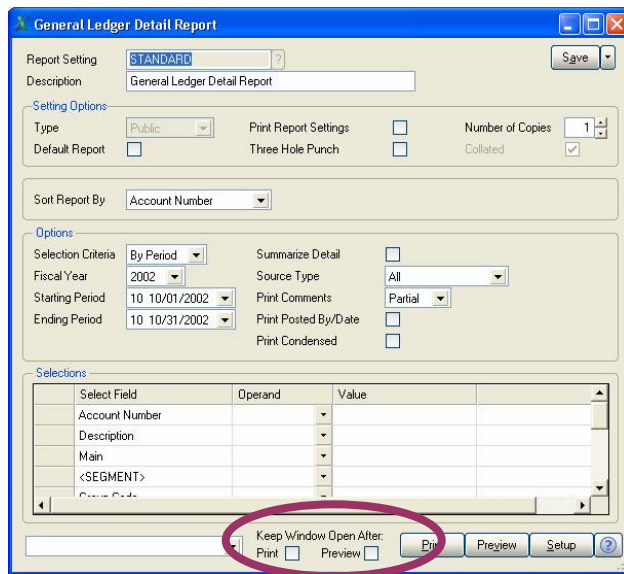 General Ledger Detail Report
Report Setting STANDARD ? Save
Description General Ledger Detail Report
Setting Options
Type Public Print Report Settings Number of Copies 1
Default Report Three Hole Punch Collated
Sort Report By Account Number
Options
Selection Criteria By Period Summarize Detail
Fiscal Year 2002 Source Type All
Starting Period 10 10/01/2002 Print Comments Partial
Ending Period 10 10/31/2002 Print Posted By/Date
Print Condensed
Selections
Select Field Operand Value
Account Number
Description
Main
<SEGMENT>
Keep Window Open After:
Print Preview Print Preview Setup ?